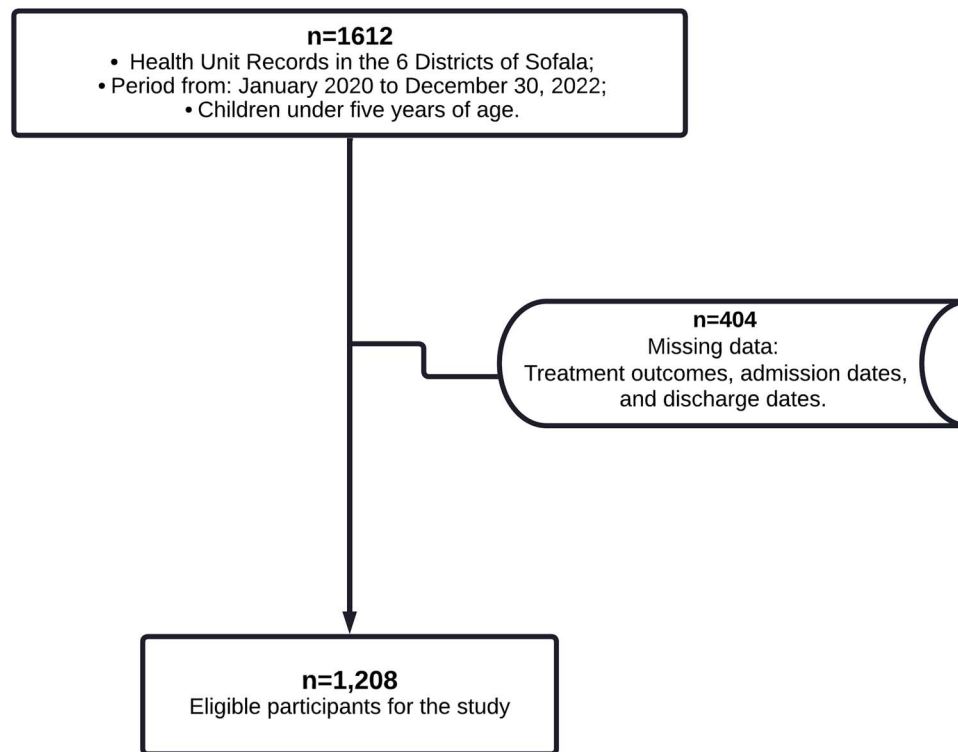 n=1612
• Health Unit Records in the 6 Districts of Sofala;
• Period from: January 2020 to December 30, 2022;
• Children under five years of age.
n=404
Missing data:
Treatment outcomes, admission dates,
and discharge dates.
n=1,208
Eligible participants for the study